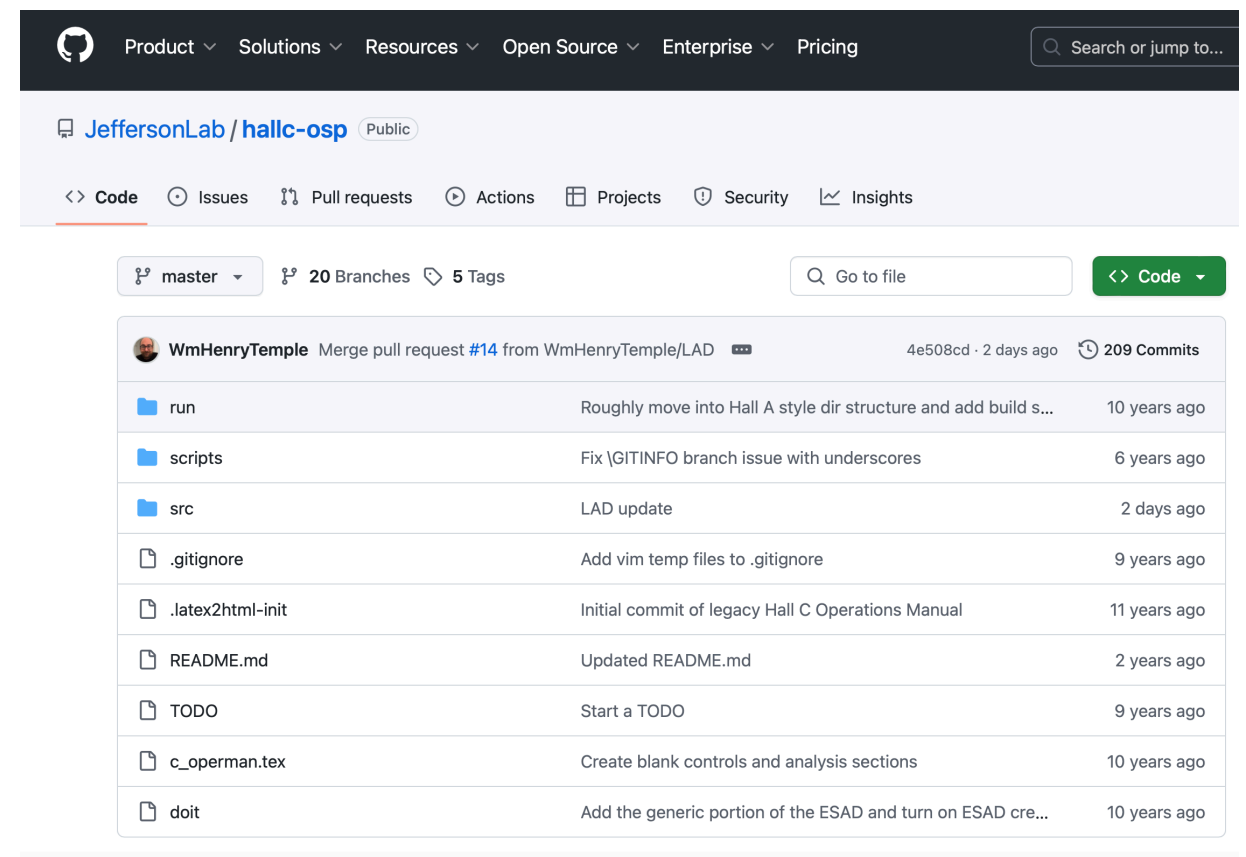 Product Solutions Resources Open Source Enterprise Pricing Search or jump to...
JeffersonLab / hallc-osp Public
Code Issues Pull requests Actions Projects Security Insights
master 20 Branches 5 Tags Go to file Code
WmHenryTemple Merge pull request #14 from WmHenryTemple/LAD 4e508cd · 2 days ago 209 Commits
run Roughly move into Hall A style dir structure and add build s... 10 years ago
scripts Fix \GITINFO branch issue with underscores 6 years ago
src LAD update 2 days ago
.gitignore Add vim temp files to .gitignore 9 years ago
.latex2html-init Initial commit of legacy Hall C Operations Manual 11 years ago
README.md Updated README.md 2 years ago
TODO Start a TODO 9 years ago
c_operman.tex Create blank controls and analysis sections 10 years ago
doit Add the generic portion of the ESAD and turn on ESAD cre... 10 years ago